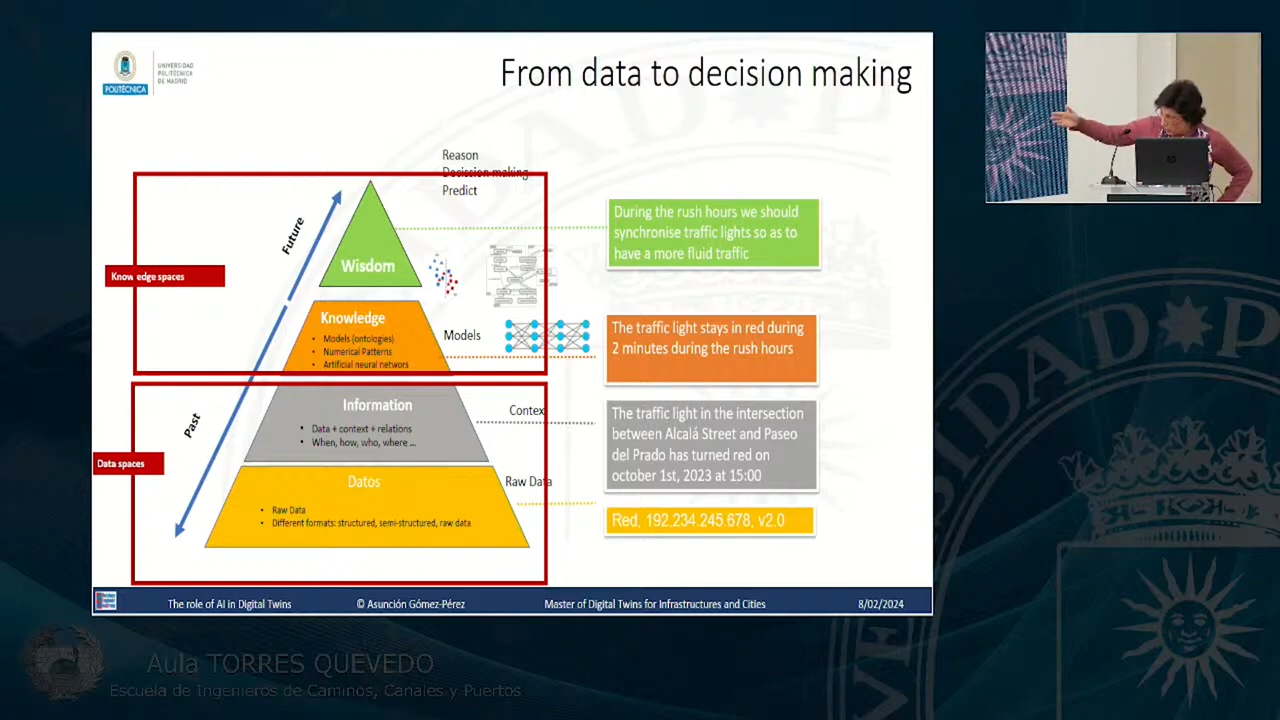 UNIVERSIDAD
POLITÉCNICA
DE MADRID
POLITÉCNICA
From data to decision making
Reason
Decission making
Predict
Future
Wisdom
During the rush hours we should
synchronise traffic lights so as to
have a more fluid traffic
Knowledge spaces
Knowledge
• Models (ontologies)
• Numerical Patterns
• Artificial neural networs
Models
The traffic light stays in red during
2 minutes during the rush hours
Past
Information
• Data + context + relations
• When, how, who, where ...
Context
The traffic light in the intersection
between Alcalá Street and Paseo
del Prado has turned red on
october 1st, 2023 at 15:00
Data spaces
Datos
• Raw Data
• Different formats: structured, semi-structured, raw data
Raw Data
Red, 192.234.245.678, v2.0
The role of AI in Digital Twins
© Asunción Gómez-Pérez
Master of Digital Twins for Infrastructures and Cities
8/02/2024
Aula TORRES QUEVEDO
Escuela de Ingenieros de Caminos, Canales y Puertos